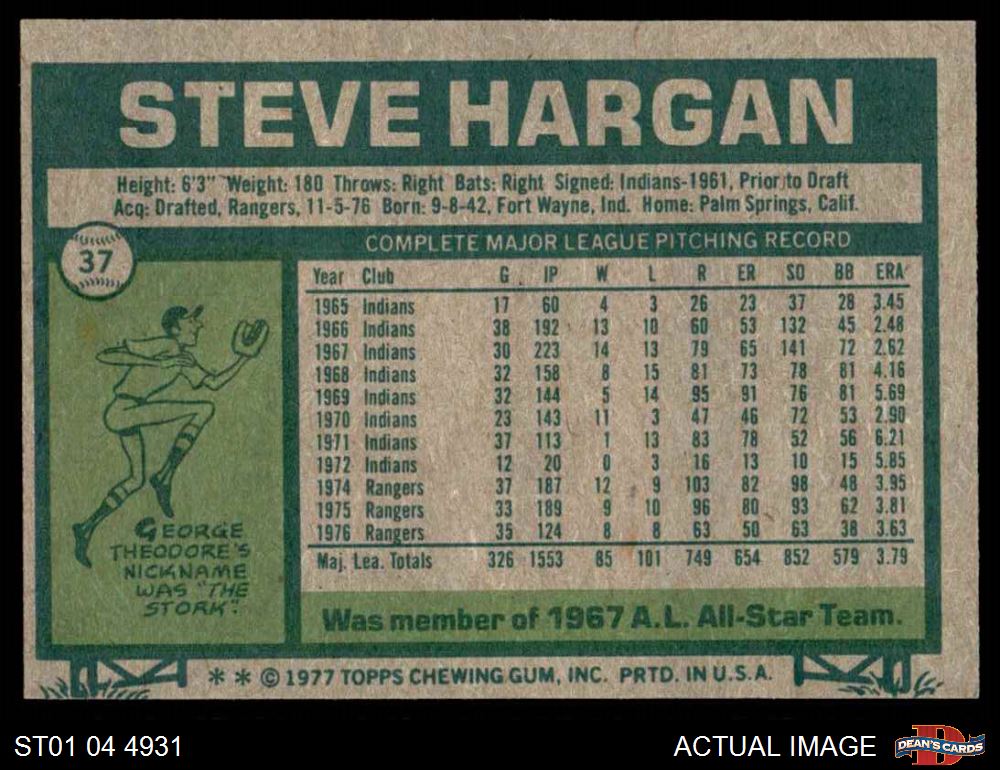 STEVE HARGAN
Height: 6'3" Weight: 180 Throws: Right Bats: Right Signed: Indians-1961, Prior to Draft
Acq: Drafted, Rangers, 11-5-76 Born: 9-8-42, Fort Wayne, Ind. Home: Palm Springs, Calif.
37
COMPLETE MAJOR LEAGUE PITCHING RECORD
Year Club G IP W L R ER SO BB ERA
1965 Indians 17 60 4 3 26 23 37 28 3.45
1966 Indians 38 192 13 10 60 53 132 45 2.48
1967 Indians 30 223 14 13 79 65 141 72 2.62
1968 Indians 32 158 8 15 81 73 78 81 4.16
1969 Indians 32 144 5 14 95 91 76 81 5.69
1970 Indians 23 143 11 3 47 46 72 53 2.90
1971 Indians 37 113 1 13 83 78 52 56 6.21
1972 Indians 12 20 0 3 16 13 10 15 5.85
1974 Rangers 37 187 12 9 103 82 98 48 3.95
1975 Rangers 33 189 9 10 96 80 93 62 3.81
1976 Rangers 35 124 8 8 63 50 63 38 3.63
Maj. Lea. Totals 326 1553 85 101 749 654 852 579 3.79
GEORGE
THEODORE'S
NICKNAME
WAS "THE
STORK".
Was member of 1967 A.L. All-Star Team.
* * © 1977 TOPPS CHEWING GUM, INC. PRTD. IN U.S.A.
ST01 04 4931
ACTUAL IMAGE
D
DEAN'S CARDS